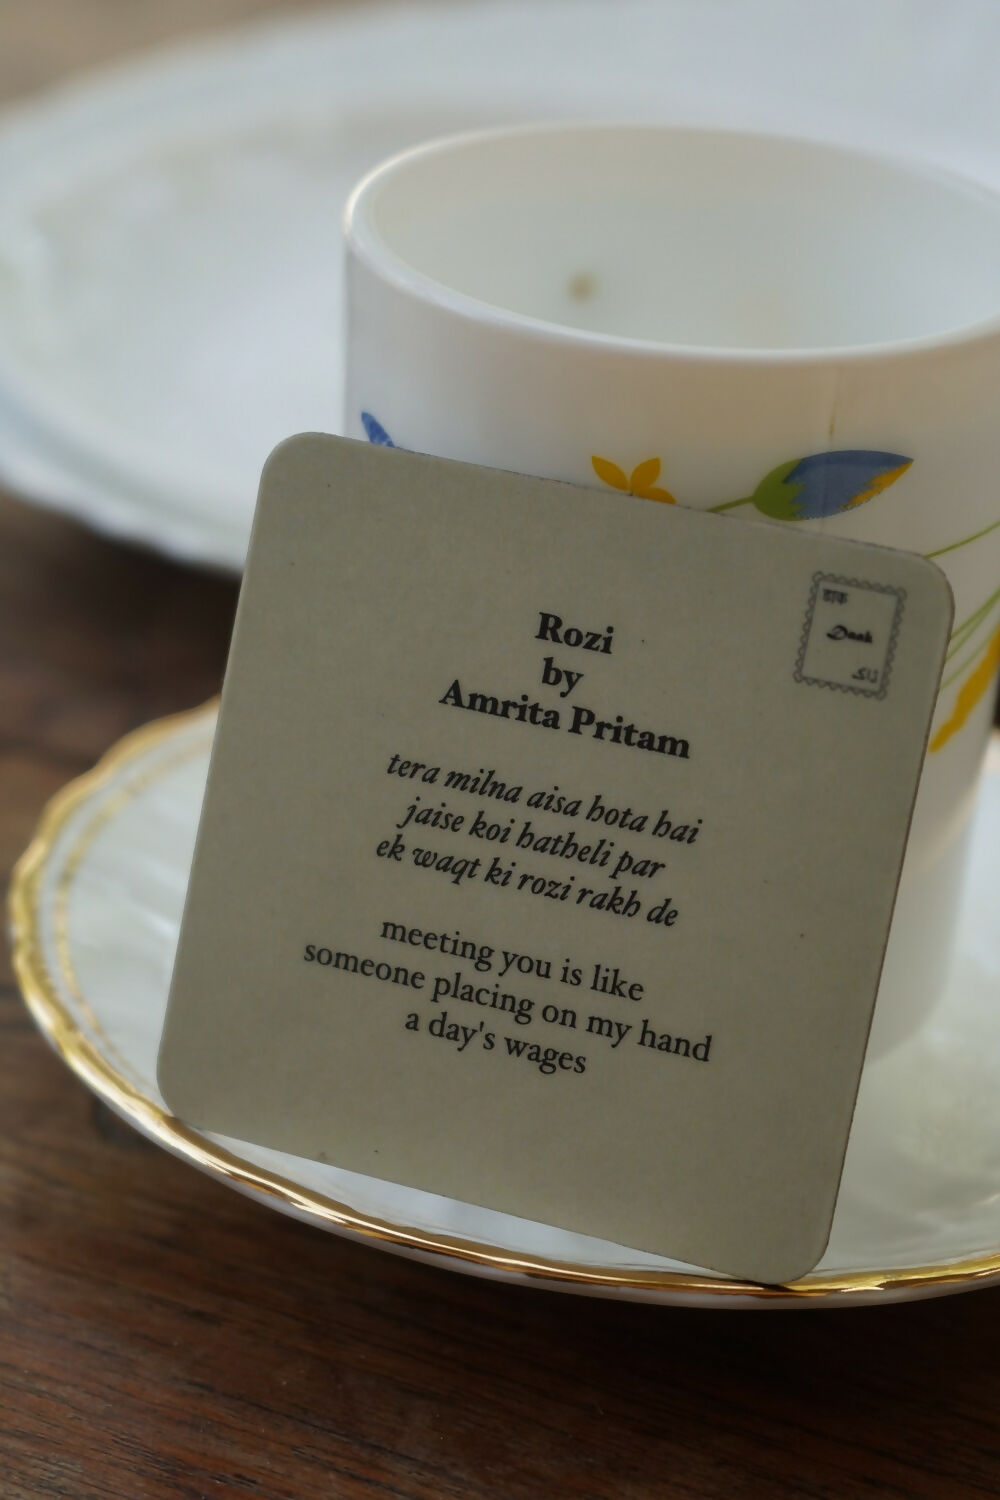 Rozi
by
Amrita Pritam
डाक
Daak
ڈاک
tera milna aisa hota hai
jaise koi hatheli par
ek waqt ki rozi rakh de
meeting you is like
someone placing on my hand
a day's wages